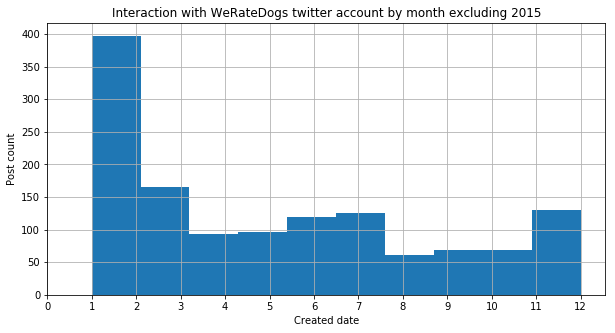 Interaction with WeRateDogs twitter account by month excluding 2015
400
350
300
250
200
150
100
50
0
Post count
0 1 2 3 4 5 6 7 8 9 10 11 12
Created date